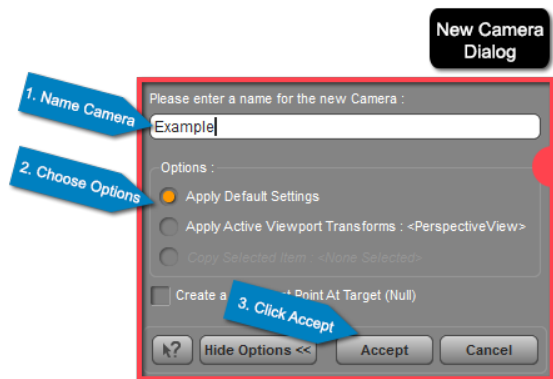 New Camera
Dialog
1. Name Camera
Please enter a name for the new Camera :
Example
2. Choose Options
Options :
Apply Default Settings
Apply Active Viewport Transforms : <PerspectiveView>
Copy Selected Item : <None Selected>
Create a Point At Target (Null)
3. Click Accept
?
Hide Options <<
Accept
Cancel